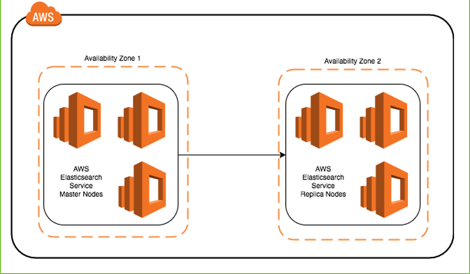 AWS
Availability Zone 1
Availability Zone 2
AWS
Elasticsearch
Service
Master Nodes
AWS
Elasticsearch
Service
Replica Nodes